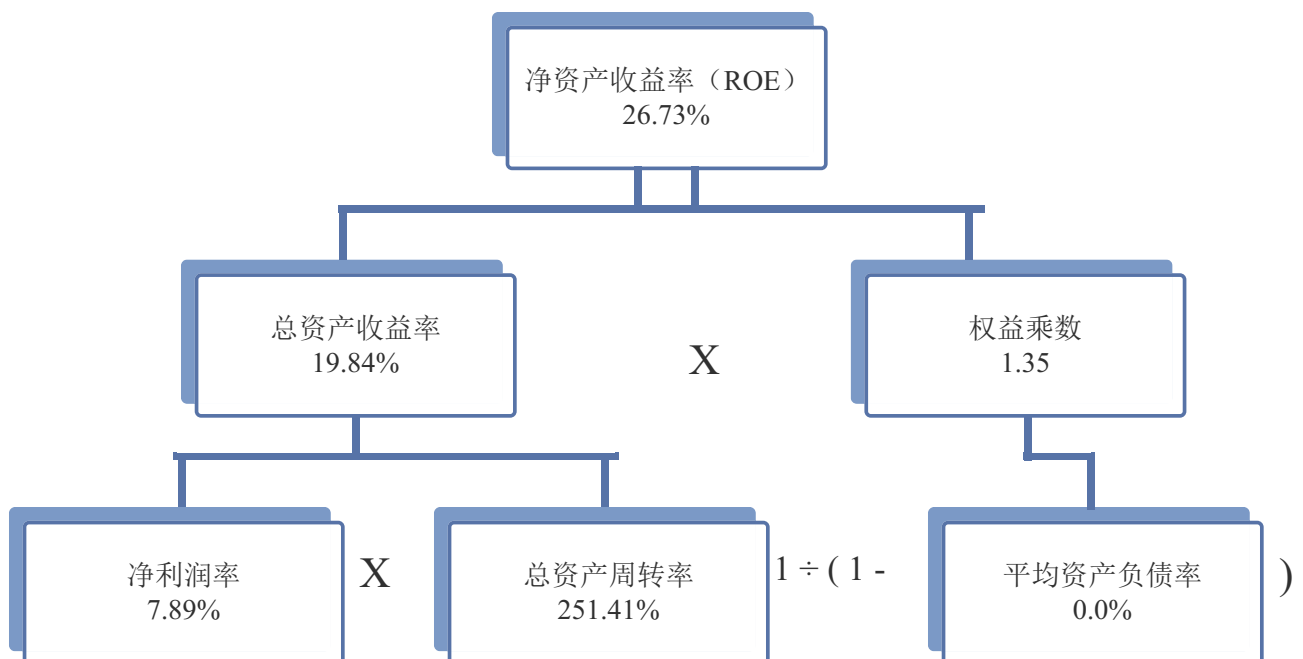 净资产收益率（ROE）
26.73%
总资产收益率
19.84%
X
权益乘数
1.35
净利润率
7.89%
X
总资产周转率
251.41%
1 ÷ ( 1 -
平均资产负债率
0.0%
)